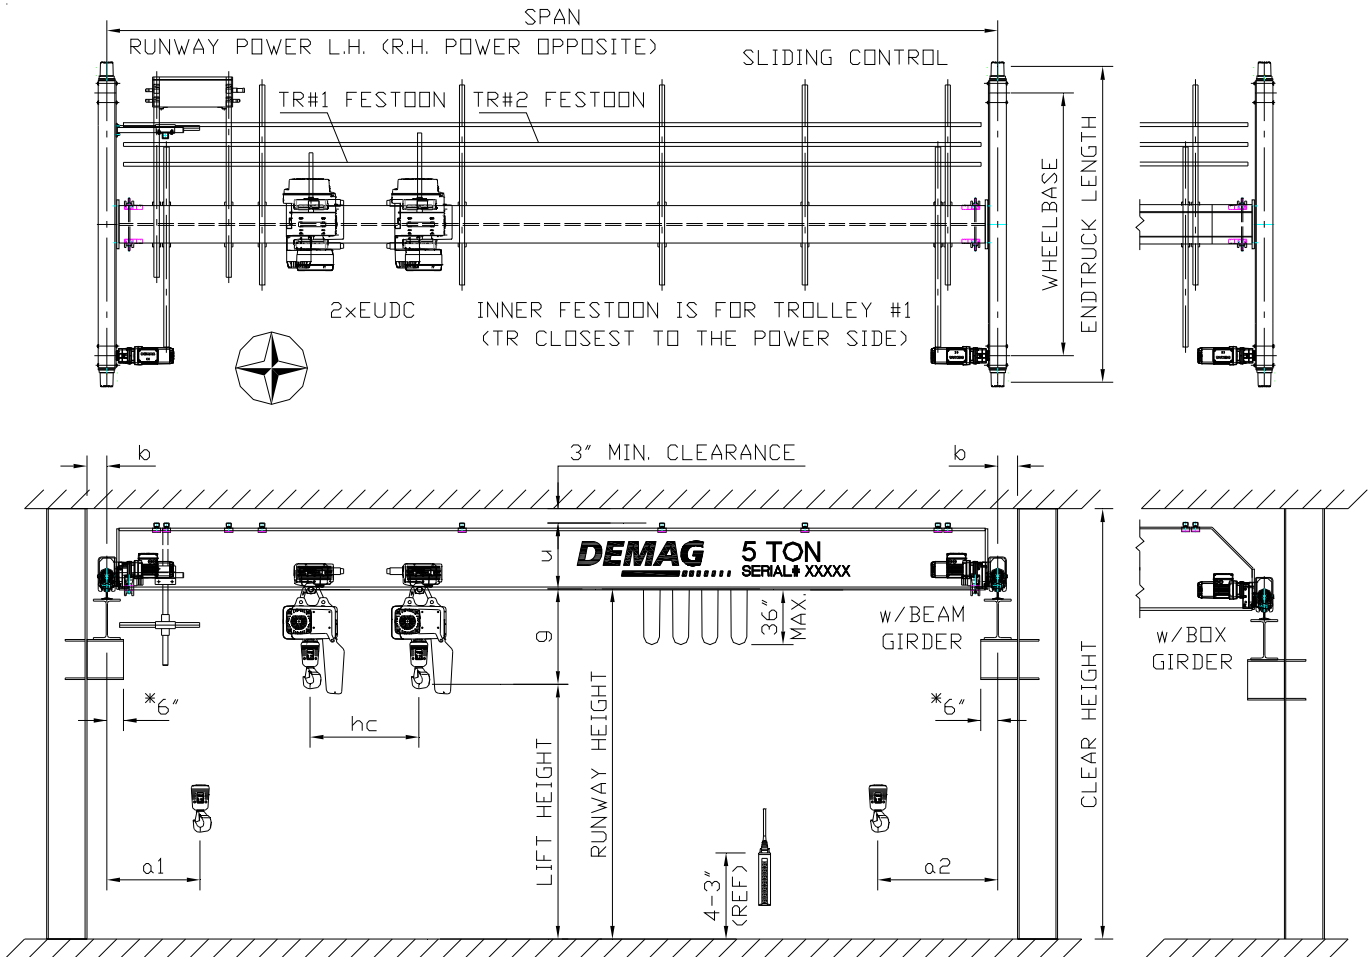 SPAN
RUNWAY POWER L.H. (R.H. POWER OPPOSITE)
SLIDING CONTROL
TR#1 FESTOON
TR#2 FESTOON
WHEELBASE
ENDTRUCK LENGTH
2xEUDC
INNER FESTOON IS FOR TROLLEY #1
(TR CLOSEST TO THE POWER SIDE)
b
3" MIN. CLEARANCE
b
u
DEMAG
5 TON
SERIAL# XXXXX
g
36"
MAX.
w/BEAM
GIRDER
w/BOX
GIRDER
*6"
*6"
hc
LIFT HEIGHT
RUNWAY HEIGHT
CLEAR HEIGHT
a1
a2
4-3"
(REF)